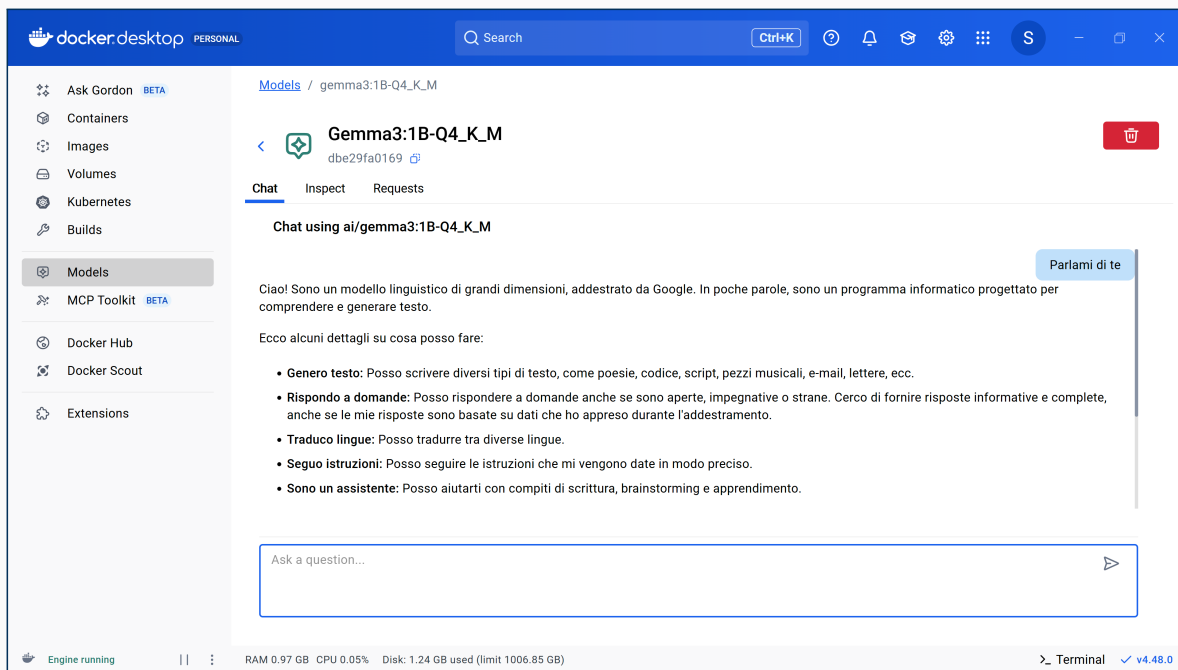 docker.desktop PERSONAL
Search
Ctrl+K
S
Ask Gordon BETA
Containers
Images
Volumes
Kubernetes
Builds
Models
MCP Toolkit BETA
Docker Hub
Docker Scout
Extensions
Models / gemma3:1B-Q4_K_M
Gemma3:1B-Q4_K_M
dbe29fa0169
Chat Inspect Requests
Chat using ai/gemma3:1B-Q4_K_M
Parlami di te
Ciao! Sono un modello linguistico di grandi dimensioni, addestrato da Google. In poche parole, sono un programma informatico progettato per
comprendere e generare testo.
Ecco alcuni dettagli su cosa posso fare:
• Genero testo: Posso scrivere diversi tipi di testo, come poesie, codice, script, pezzi musicali, e-mail, lettere, ecc.
• Rispondo a domande: Posso rispondere a domande anche se sono aperte, impegnative o strane. Cerco di fornire risposte informative e complete,
anche se le mie risposte sono basate su dati che ho appreso durante l'addestramento.
• Traduco lingue: Posso tradurre tra diverse lingue.
• Seguo istruzioni: Posso seguire le istruzioni che mi vengono date in modo preciso.
• Sono un assistente: Posso aiutarti con compiti di scrittura, brainstorming e apprendimento.
Ask a question...
Engine running
RAM 0.97 GB CPU 0.05% Disk: 1.24 GB used (limit 1006.85 GB)
Terminal
v4.48.0